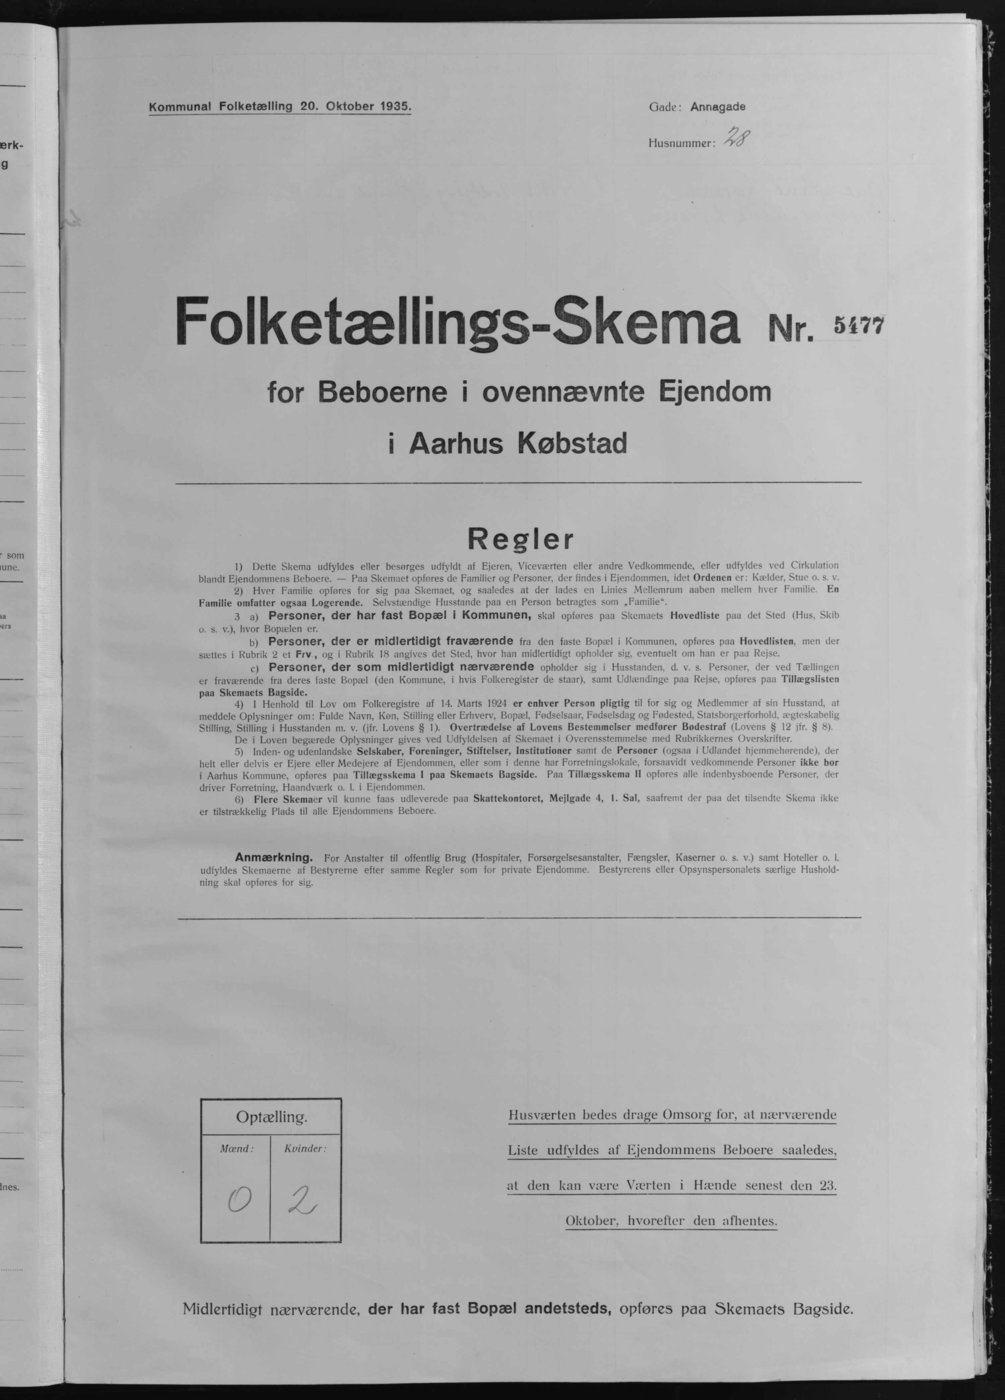 Kommunal Folketælling 20. Oktober 1935.
Gade: Annagade
Husnummer: 28
Folketællings-Skema Nr. 5477
for Beboerne i ovennævnte Ejendom
i Aarhus Købstad
Regler
1) Dette Skema udfyldes eller besørges udfyldt af Ejeren, Viceværten eller andre Vedkommende, eller udfyldes ved Cirkulation
blandt Ejendommens Beboere. — Paa Skemaet opføres de Familier og Personer, der findes i Ejendommen, idet Ordenen er: Kælder, Stue o. s. v.
2) Hver Familie opføres for sig paa Skemaet, og saaledes at der lades en Linies Mellemrum aaben mellem hver Familie. En
Familie omfatter ogsaa Logerende. Selvstændige Husstande paa en Person betragtes som „Familie".
3 a) Personer, der har fast Bopæl i Kommunen, skal opføres paa Skemaets Hovedliste paa det Sted (Hus, Skib
o. s. v.), hvor Bopælen er.
b) Personer, der er midlertidigt fraværende fra den faste Bopæl i Kommunen, opføres paa Hovedlisten, men der
sættes i Rubrik 2 et Frv., og i Rubrik 18 angives det Sted, hvor han midlertidigt opholder sig, eventuelt om han er paa Rejse.
c) Personer, der som midlertidigt nærværende opholder sig i Husstanden, d. v. s. Personer, der ved Tællingen
er fraværende fra deres faste Bopæl (den Kommune, i hvis Folkeregister de staar), samt Udlændinge paa Rejse, opføres paa Tillægslisten
paa Skemaets Bagside.
4) I Henhold til Lov om Folkeregistre af 14. Marts 1924 er enhver Person pligtig til for sig og Medlemmer af sin Husstand, at
meddele Oplysninger om: Fulde Navn, Køn, Stilling eller Erhverv, Bopæl, Fødselsaar, Fødselsdag og Fødested, Statsborgerforhold, ægteskabelig
Stilling, Stilling i Husstanden m. v. (jfr. Lovens § 1). Overtrædelse af Lovens Bestemmelser medfører Bødestraf (Lovens § 12 jfr. § 8).
De i Loven begærede Oplysninger gives ved Udfyldelsen af Skemaet i Overensstemmelse med Rubrikkernes Overskrifter.
5) Inden- og udenlandske Selskaber, Foreninger, Stiftelser, Institutioner samt de Personer (ogsaa i Udlandet hjemmehørende), der
helt eller delvis er Ejere eller Medejere af Ejendommen, eller som i denne har Forretningslokale, forsaavidt vedkommende Personer ikke bor
i Aarhus Kommune, opføres paa Tillægsskema I paa Skemaets Bagside. Paa Tillægsskema II opføres alle indenbysboende Personer, der
driver Forretning, Haandværk o. l. i Ejendommen.
6) Flere Skemaer vil kunne faas udleverede paa Skattekontoret, Mejlgade 4, 1. Sal, saafremt der paa det tilsendte Skema ikke
er tilstrækkelig Plads til alle Ejendommens Beboere.
Anmærkning. For Anstalter til offentlig Brug (Hospitaler, Forsørgelsesanstalter, Fængsler, Kaserner o. s. v.) samt Hoteller o. l.
udfyldes Skemaerne af Bestyrerne efter samme Regler som for private Ejendomme. Bestyrerens eller Opsynspersonalets særlige Hushold-
ning skal opføres for sig.
Optælling.
Mænd: Kvinder:
0 2
Husværten bedes drage Omsorg for, at nærværende
Liste udfyldes af Ejendommens Beboere saaledes,
at den kan være Værten i Hænde senest den 23.
Oktober, hvorefter den afhentes.
Midlertidigt nærværende, der har fast Bopæl andetsteds, opføres paa Skemaets Bagside.